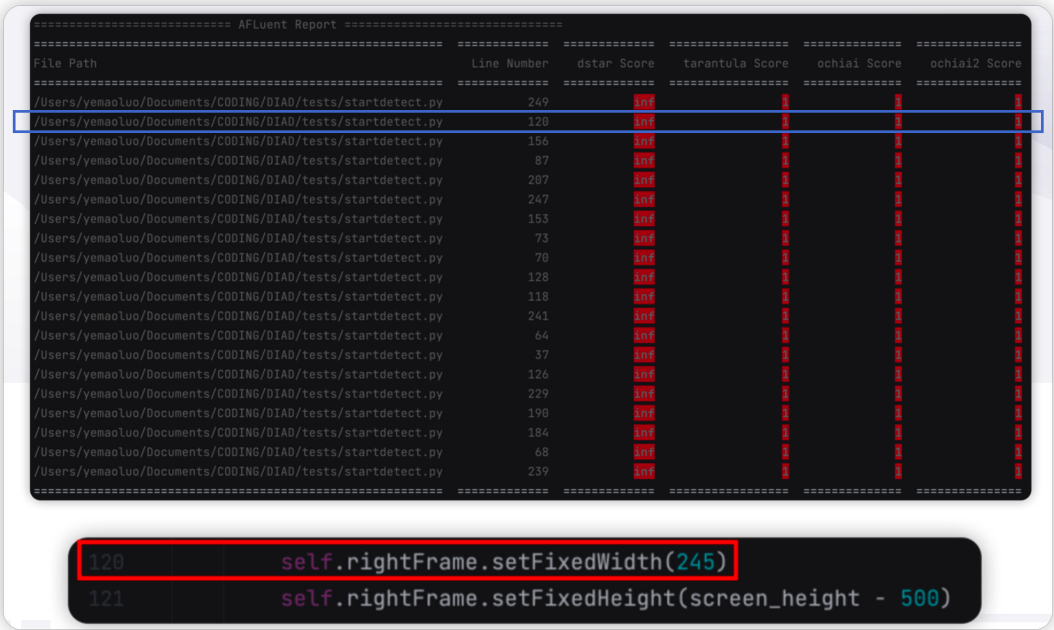 =========================== AFLuent Report ==============================
========================================================== ============= ============= ================= ============== ===============
File Path Line Number dstar Score tarantula Score ochiai Score ochiai2 Score
========================================================== ============= ============= ================= ============== ===============
/Users/yemaoluo/Documents/CODING/DIAD/tests/startdetect.py 249 inf 1 1 1
/Users/yemaoluo/Documents/CODING/DIAD/tests/startdetect.py 120 inf 1 1 1
/Users/yemaoluo/Documents/CODING/DIAD/tests/startdetect.py 156 inf 1 1 1
/Users/yemaoluo/Documents/CODING/DIAD/tests/startdetect.py 87 inf 1 1 1
/Users/yemaoluo/Documents/CODING/DIAD/tests/startdetect.py 207 inf 1 1 1
/Users/yemaoluo/Documents/CODING/DIAD/tests/startdetect.py 247 inf 1 1 1
/Users/yemaoluo/Documents/CODING/DIAD/tests/startdetect.py 153 inf 1 1 1
/Users/yemaoluo/Documents/CODING/DIAD/tests/startdetect.py 73 inf 1 1 1
/Users/yemaoluo/Documents/CODING/DIAD/tests/startdetect.py 70 inf 1 1 1
/Users/yemaoluo/Documents/CODING/DIAD/tests/startdetect.py 128 inf 1 1 1
/Users/yemaoluo/Documents/CODING/DIAD/tests/startdetect.py 118 inf 1 1 1
/Users/yemaoluo/Documents/CODING/DIAD/tests/startdetect.py 241 inf 1 1 1
/Users/yemaoluo/Documents/CODING/DIAD/tests/startdetect.py 64 inf 1 1 1
/Users/yemaoluo/Documents/CODING/DIAD/tests/startdetect.py 37 inf 1 1 1
/Users/yemaoluo/Documents/CODING/DIAD/tests/startdetect.py 126 inf 1 1 1
/Users/yemaoluo/Documents/CODING/DIAD/tests/startdetect.py 229 inf 1 1 1
/Users/yemaoluo/Documents/CODING/DIAD/tests/startdetect.py 190 inf 1 1 1
/Users/yemaoluo/Documents/CODING/DIAD/tests/startdetect.py 184 inf 1 1 1
/Users/yemaoluo/Documents/CODING/DIAD/tests/startdetect.py 68 inf 1 1 1
/Users/yemaoluo/Documents/CODING/DIAD/tests/startdetect.py 239 inf 1 1 1
========================================================== ============= ============= ================= ============== ===============
120 self.rightFrame.setFixedWidth(245)
121 self.rightFrame.setFixedHeight(screen_height - 500)